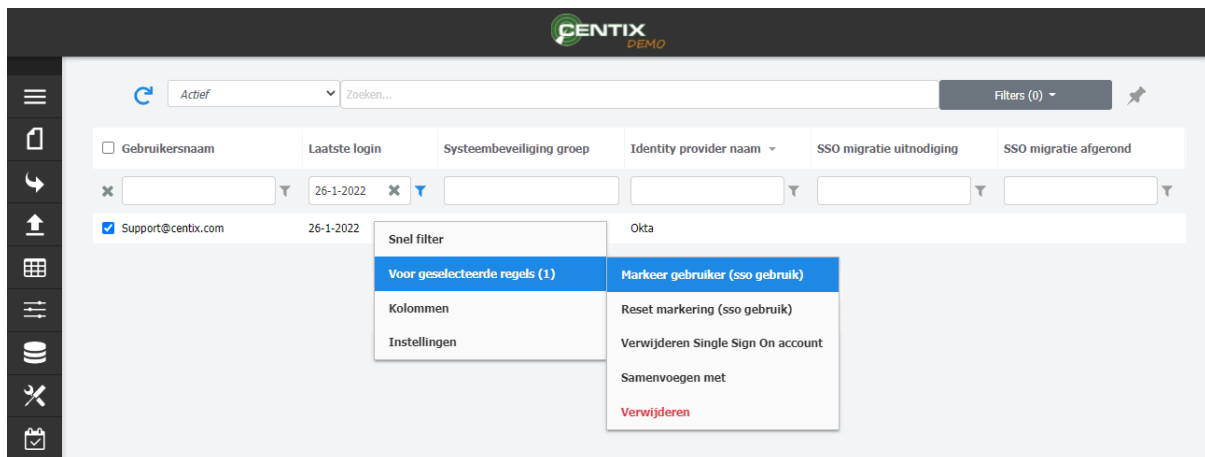 CENTIX
DEMO
Actief
Zoeken...
Filters (0)
Gebruikersnaam
Laatste login
Systeembeveiliging groep
Identity provider naam
SSO migratie uitnodiging
SSO migratie afgerond
26-1-2022
Support@centix.com
26-1-2022
Okta
Snel filter
Voor geselecteerde regels (1)
Kolommen
Instellingen
Markeer gebruiker (sso gebruik)
Reset markering (sso gebruik)
Verwijderen Single Sign On account
Samenvoegen met
Verwijderen